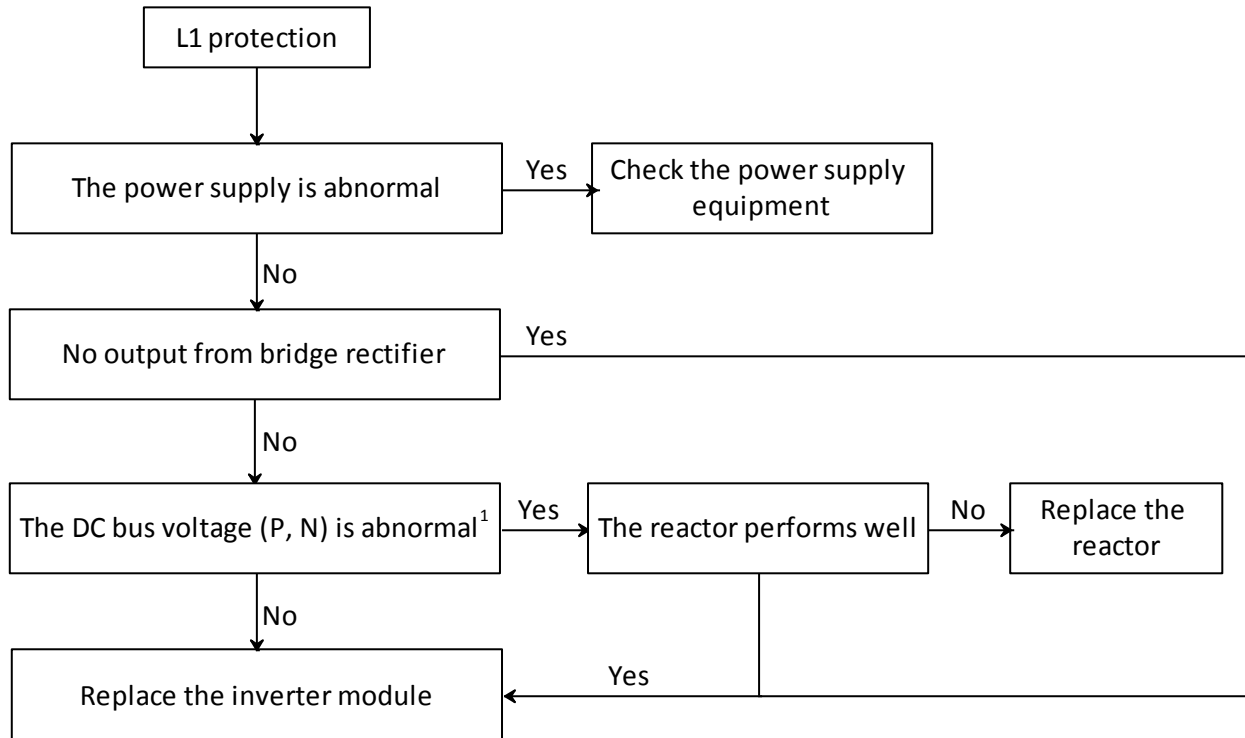 L1 protection
The power supply is abnormal
Yes
Check the power supply
equipment
No
No output from bridge rectifier
Yes
No
The DC bus voltage (P, N) is abnormal1
Yes
The reactor performs well
No
Replace the
reactor
No
Replace the inverter module
Yes